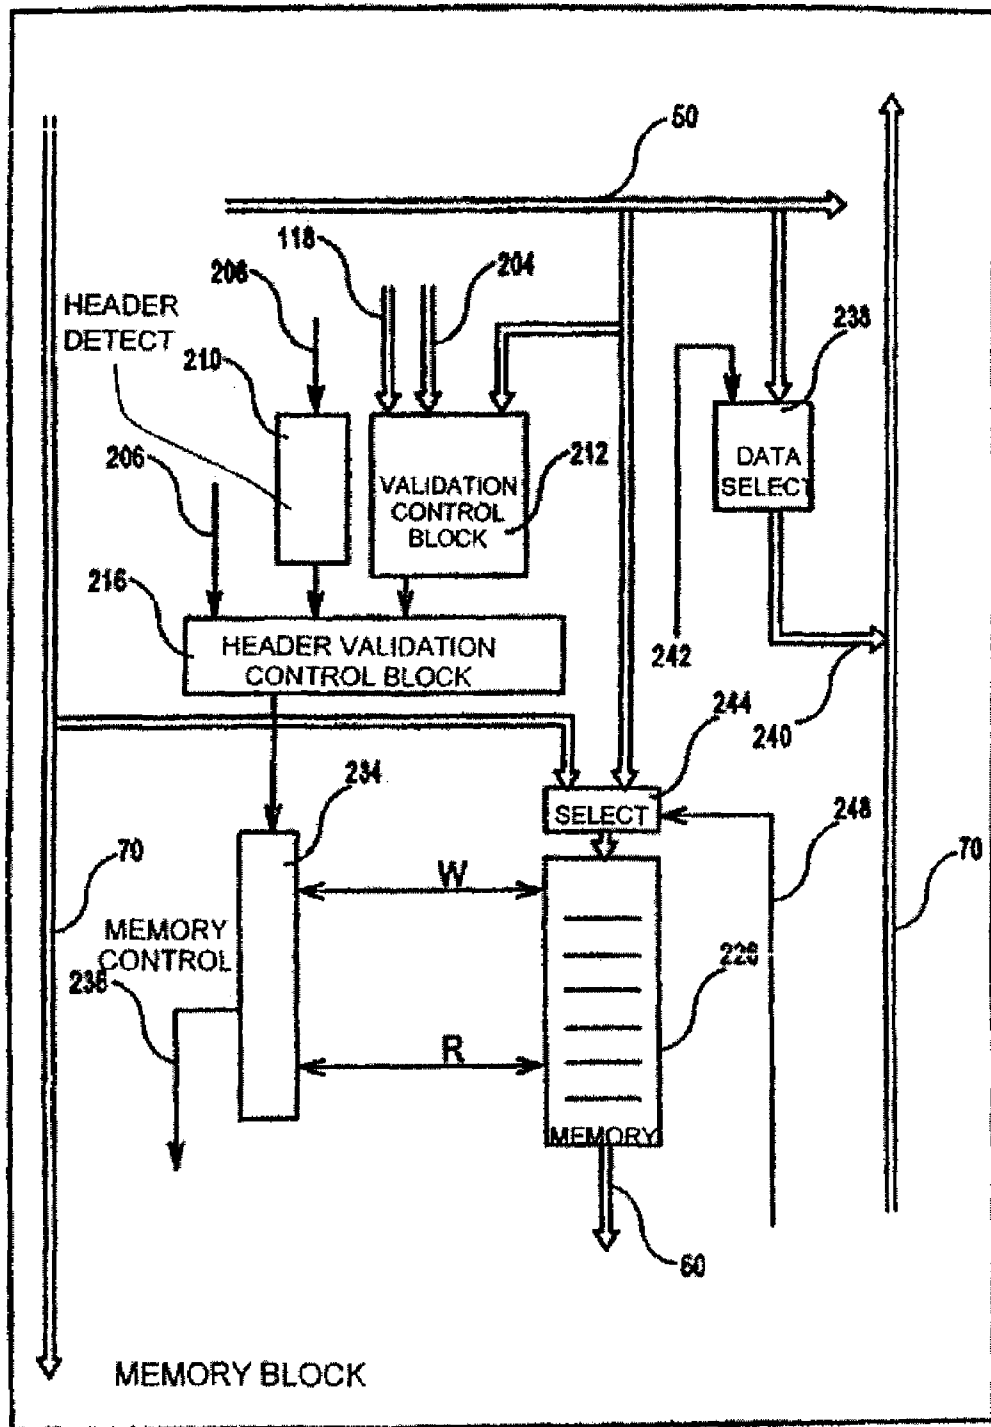 50
118
208
204
HEADER
DETECT
210
238
206
212
DATA
SELECT
VALIDATION
CONTROL
BLOCK
216
HEADER VALIDATION
CONTROL BLOCK
242
240
244
234
SELECT
248
70
70
W
MEMORY
CONTROL
226
236
R
MEMORY
60
MEMORY BLOCK